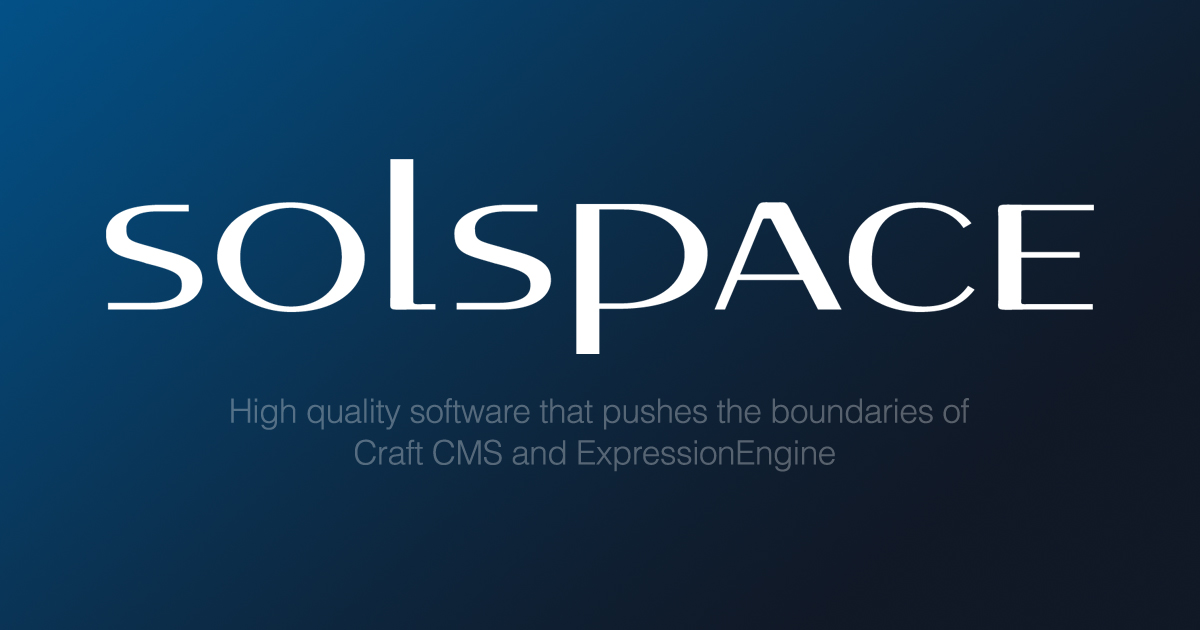 solspace
High quality software that pushes the boundaries of
Craft CMS and ExpressionEngine